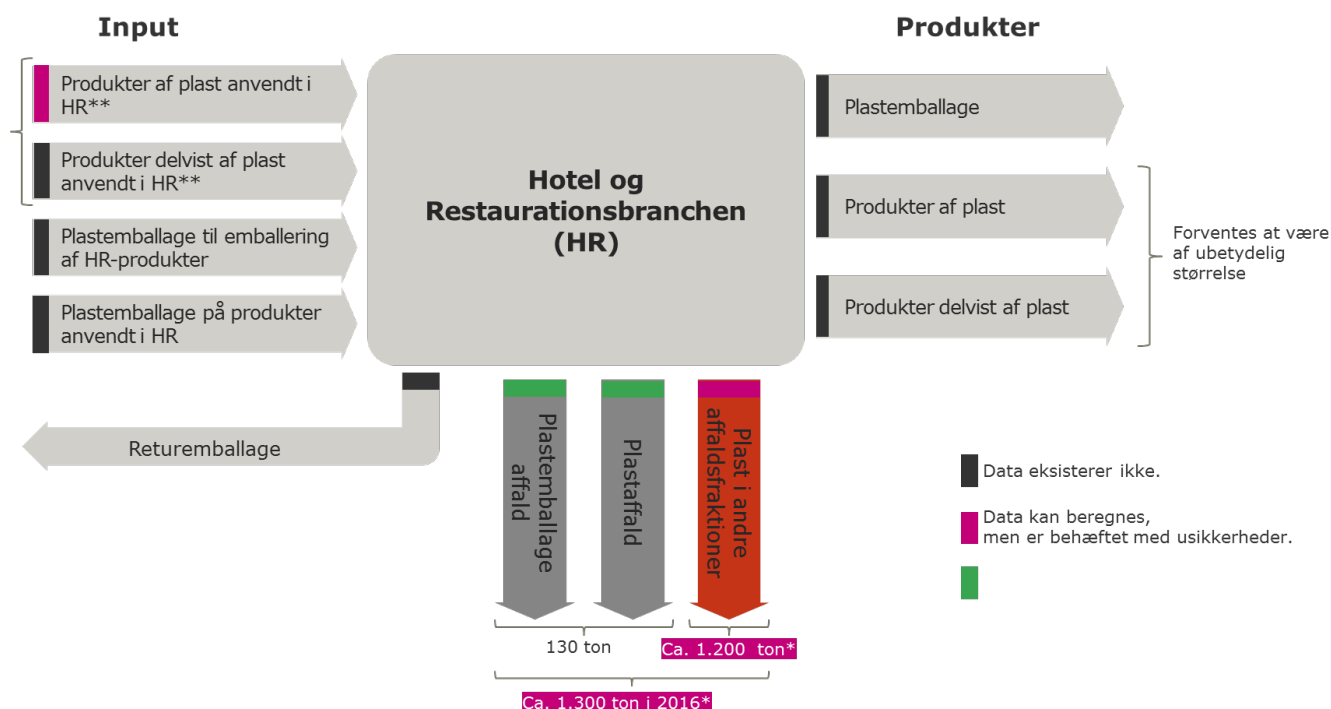 Input
Produkter
Produkter af plast anvendt i
HR**
Produkter delvist af plast
anvendt i HR**
Plastemballage til emballering
af HR-produkter
Plastemballage på produkter
anvendt i HR
Hotel og
Restaurationsbranchen
(HR)
Plastemballage
Produkter af plast
Produkter delvist af plast
Forventes at være
af ubetydelig
størrelse
Returemballage
Plastemballage
affald
Plastaffald
Plast i andre
affaldsfraktioner
Data eksisterer ikke.
Data kan beregnes,
men er behæftet med usikkerheder.
130 ton
Ca. 1.200 ton*
Ca. 1.300 ton i 2016*